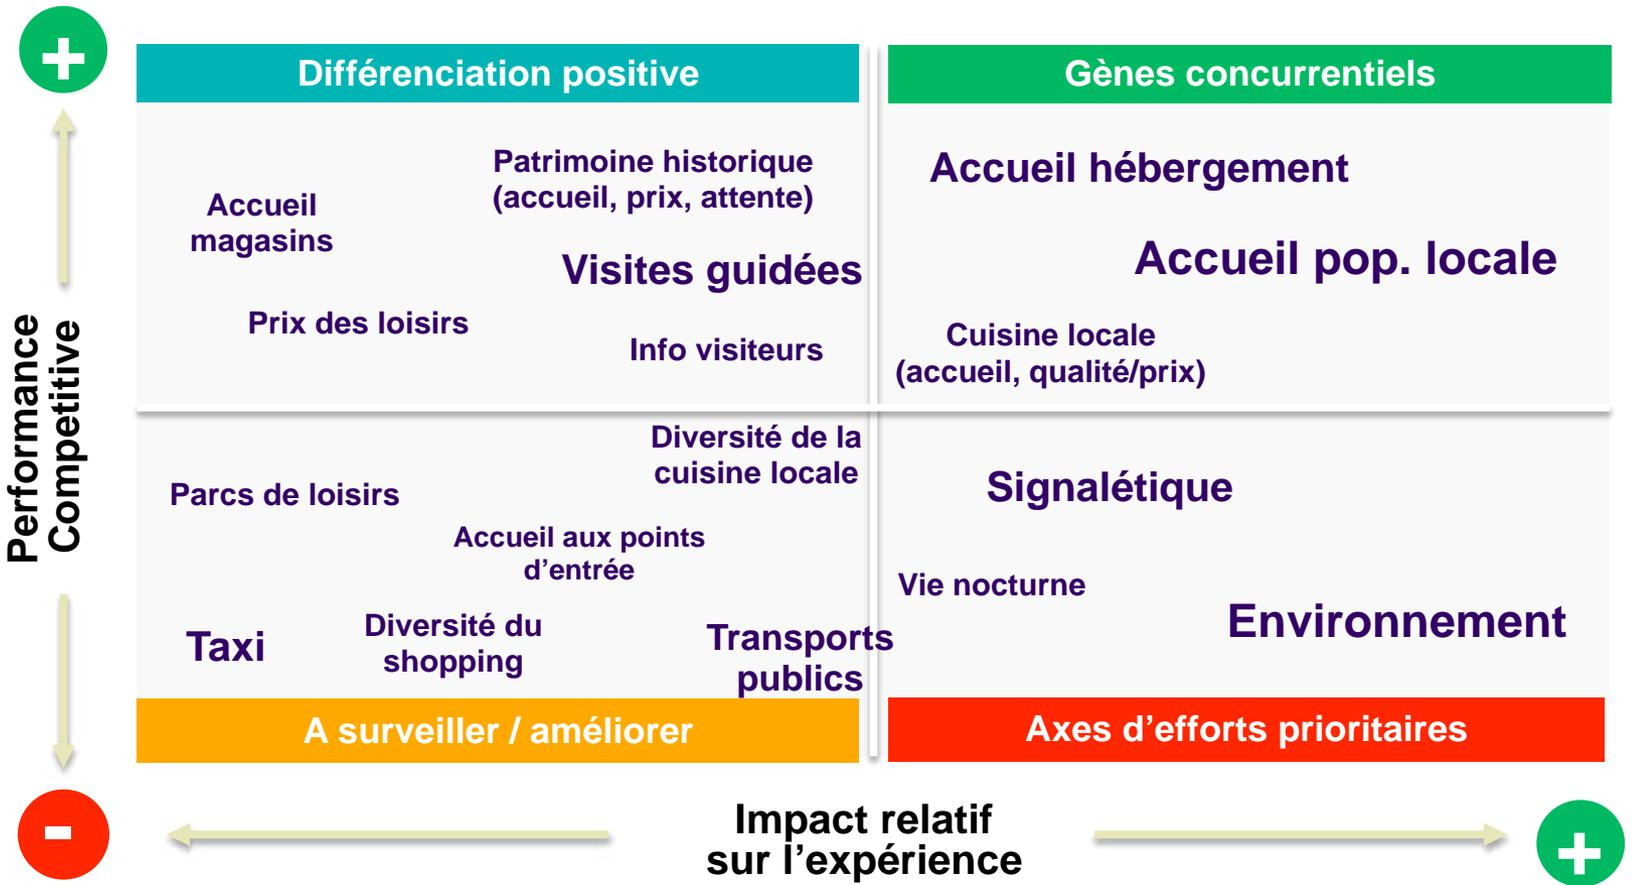 +
Différenciation positive
Gènes concurrentiels
Patrimoine historique
(accueil, prix, attente)
Accueil
magasins
Visites guidées
Prix des loisirs
Info visiteurs
Accueil hébergement
Accueil pop. locale
Cuisine locale
(accueil, qualité/prix)
Performance
Competitive
Diversité de la
cuisine locale
Parcs de loisirs
Accueil aux points
d’entrée
Taxi
Diversité du
shopping
Transports
publics
Signalétique
Vie nocturne
Environnement
A surveiller / améliorer
Axes d’efforts prioritaires
-
Impact relatif
sur l’expérience
+